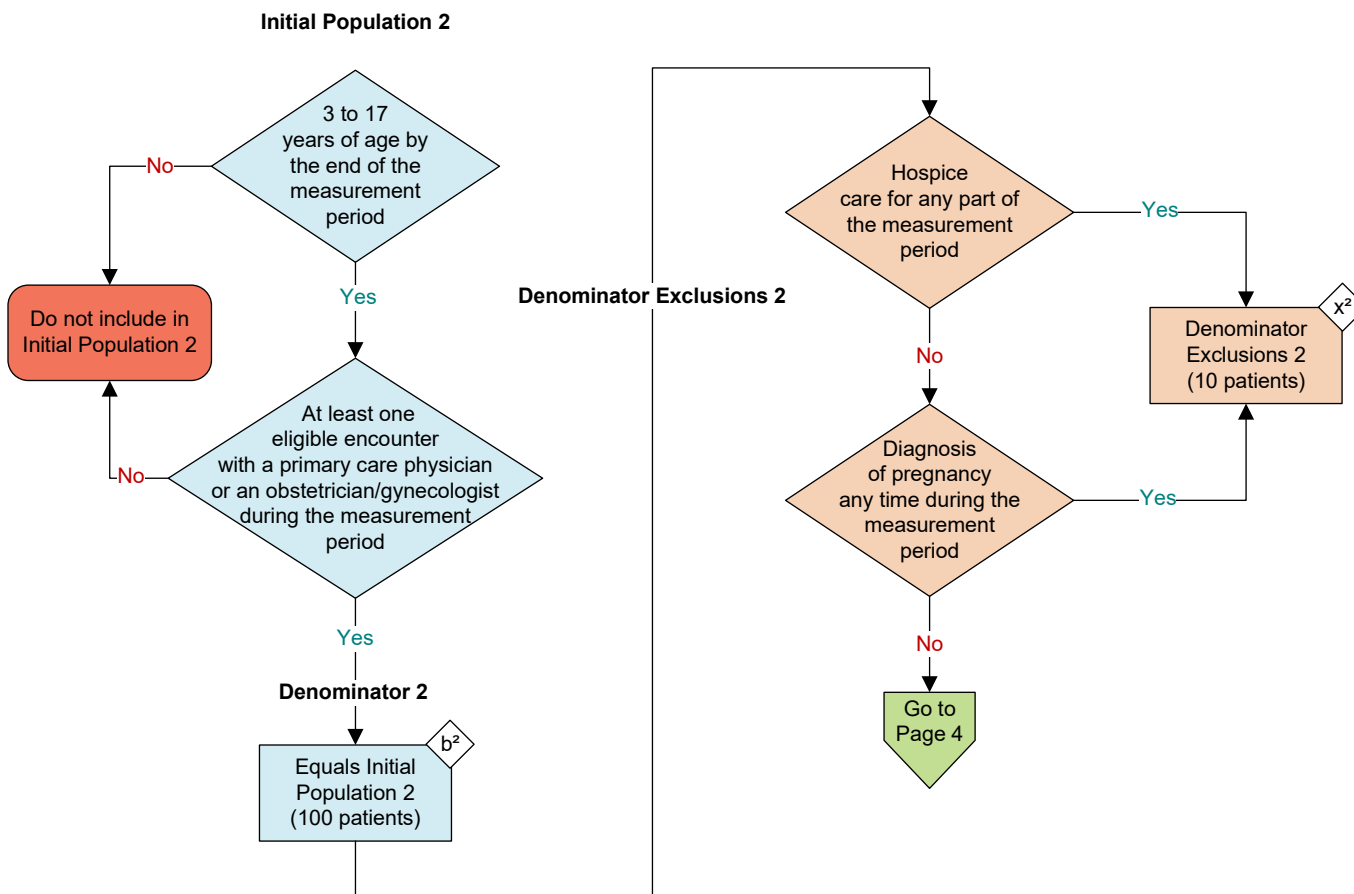 Initial Population 2
3 to 17
years of age by
the end of the
measurement
period
No
Yes
Do not include in
Initial Population 2
At least one
eligible encounter
with a primary care physician
or an obstetrician/gynecologist
during the measurement
period
No
Yes
Denominator 2
b²
Equals Initial
Population 2
(100 patients)
Denominator Exclusions 2
Hospice
care for any part of
the measurement
period
Yes
No
x²
Denominator
Exclusions 2
(10 patients)
Diagnosis
of pregnancy
any time during the
measurement
period
Yes
No
Go to
Page 4